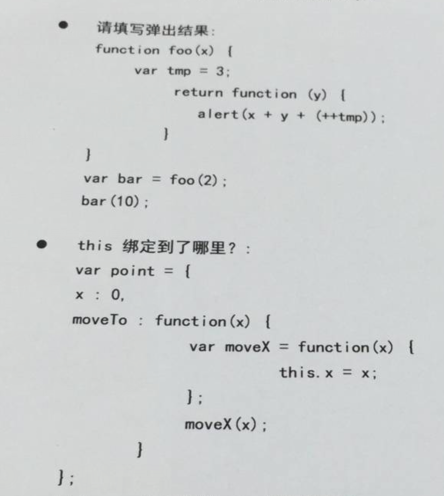 ● 请填写弹出结果:
function foo(x) {
var tmp = 3;
return function (y) {
alert(x + y + (++tmp));
}
}
var bar = foo(2);
bar(10);
● this 绑定到了哪里?:
var point = {
x : 0,
moveTo : function(x) {
var moveX = function(x) {
this.x = x;
};
moveX(x);
}
};